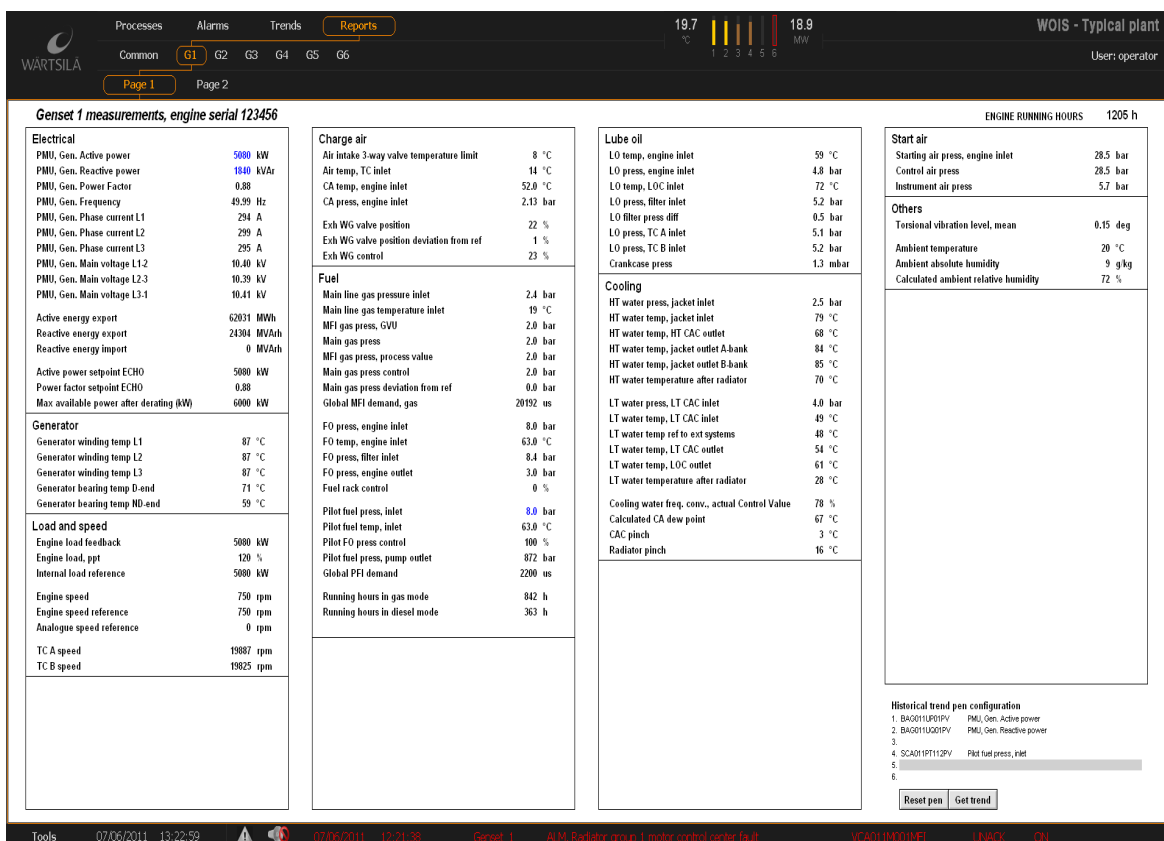 Processes Alarms Trends Reports 19.7 °C 18.9 MW WOIS - Typical plant
1 2 3 4 5 6
WÄRTSILÄ Common G1 G2 G3 G4 G5 G6 User: operator
Page 1 Page 2
Genset 1 measurements, engine serial 123456 ENGINE RUNNING HOURS 1205 h
Electrical
PMU, Gen. Active power 5080 kW
PMU, Gen. Reactive power 1840 kVAr
PMU, Gen. Power Factor 0.88
PMU, Gen. Frequency 49.99 Hz
PMU, Gen. Phase current L1 294 A
PMU, Gen. Phase current L2 299 A
PMU, Gen. Phase current L3 295 A
PMU, Gen. Main voltage L1-2 10.40 kV
PMU, Gen. Main voltage L2-3 10.39 kV
PMU, Gen. Main voltage L3-1 10.41 kV
Active energy export 62031 MWh
Reactive energy export 24304 MVArh
Reactive energy import 0 MVArh
Active power setpoint ECHO 5080 kW
Power factor setpoint ECHO 0.88
Max available power after derating (kW) 6000 kW
Generator
Generator winding temp L1 87 °C
Generator winding temp L2 87 °C
Generator winding temp L3 87 °C
Generator bearing temp D-end 71 °C
Generator bearing temp ND-end 59 °C
Load and speed
Engine load feedback 5080 kW
Engine load, ppt 120 %
Internal load reference 5080 kW
Engine speed 750 rpm
Engine speed reference 750 rpm
Analogue speed reference 0 rpm
TC A speed 19887 rpm
TC B speed 19825 rpm
Charge air
Air intake 3-way valve temperature limit 8 °C
Air temp, TC inlet 14 °C
CA temp, engine inlet 52.0 °C
CA press, engine inlet 2.13 bar
Exh WG valve position 22 %
Exh WG valve position deviation from ref 1 %
Exh WG control 23 %
Fuel
Main line gas pressure inlet 2.4 bar
Main line gas temperature inlet 19 °C
MFI gas press, GVU 2.0 bar
Main gas press 2.0 bar
MFI gas press, process value 2.0 bar
Main gas press control 2.0 bar
Main gas press deviation from ref 0.0 bar
Global MFI demand, gas 20192 us
FO press, engine inlet 8.0 bar
FO temp, engine inlet 63.0 °C
FO press, filter inlet 8.4 bar
FO press, engine outlet 3.0 bar
Fuel rack control 0 %
Pilot fuel press, inlet 8.0 bar
Pilot fuel temp, inlet 63.0 °C
Pilot FO press control 100 %
Pilot fuel press, pump outlet 872 bar
Global PFI demand 2200 us
Running hours in gas mode 842 h
Running hours in diesel mode 363 h
Lube oil
LO temp, engine inlet 59 °C
LO press, engine inlet 4.8 bar
LO temp, LOC inlet 72 °C
LO press, filter inlet 5.2 bar
LO filter press diff 0.5 bar
LO press, TC A inlet 5.1 bar
LO press, TC B inlet 5.2 bar
Crankcase press 1.3 mbar
Cooling
HT water press, jacket inlet 2.5 bar
HT water temp, jacket inlet 79 °C
HT water temp, HT CAC outlet 68 °C
HT water temp, jacket outlet A-bank 84 °C
HT water temp, jacket outlet B-bank 85 °C
HT water temperature after radiator 70 °C
LT water press, LT CAC inlet 4.0 bar
LT water temp, LT CAC inlet 49 °C
LT water temp ref to ext systems 48 °C
LT water temp, LT CAC outlet 54 °C
LT water temp, LOC outlet 61 °C
LT water temperature after radiator 28 °C
Cooling water freq. conv., actual Control Value 78 %
Calculated CA dew point 67 °C
CAC pinch 3 °C
Radiator pinch 16 °C
Start air
Starting air press, engine inlet 28.5 bar
Control air press 28.5 bar
Instrument air press 5.7 bar
Others
Torsional vibration level, mean 0.15 deg
Ambient temperature 20 °C
Ambient absolute humidity 9 g/kg
Calculated ambient relative humidity 72 %
Historical trend pen configuration
1. BAG011UP01PV PMU, Gen. Active power
2. BAG011UQ01PV PMU, Gen. Reactive power
3.
4. SCA011PT112PV Pilot fuel press, inlet
5.
6.
Reset pen Get trend
Tools 07/06/2011 13:22:59 07/06/2011 12:21:38 Genset 1 ALM. Radiator group 1 motor control center fault VCA011M001MFI UNACK ON